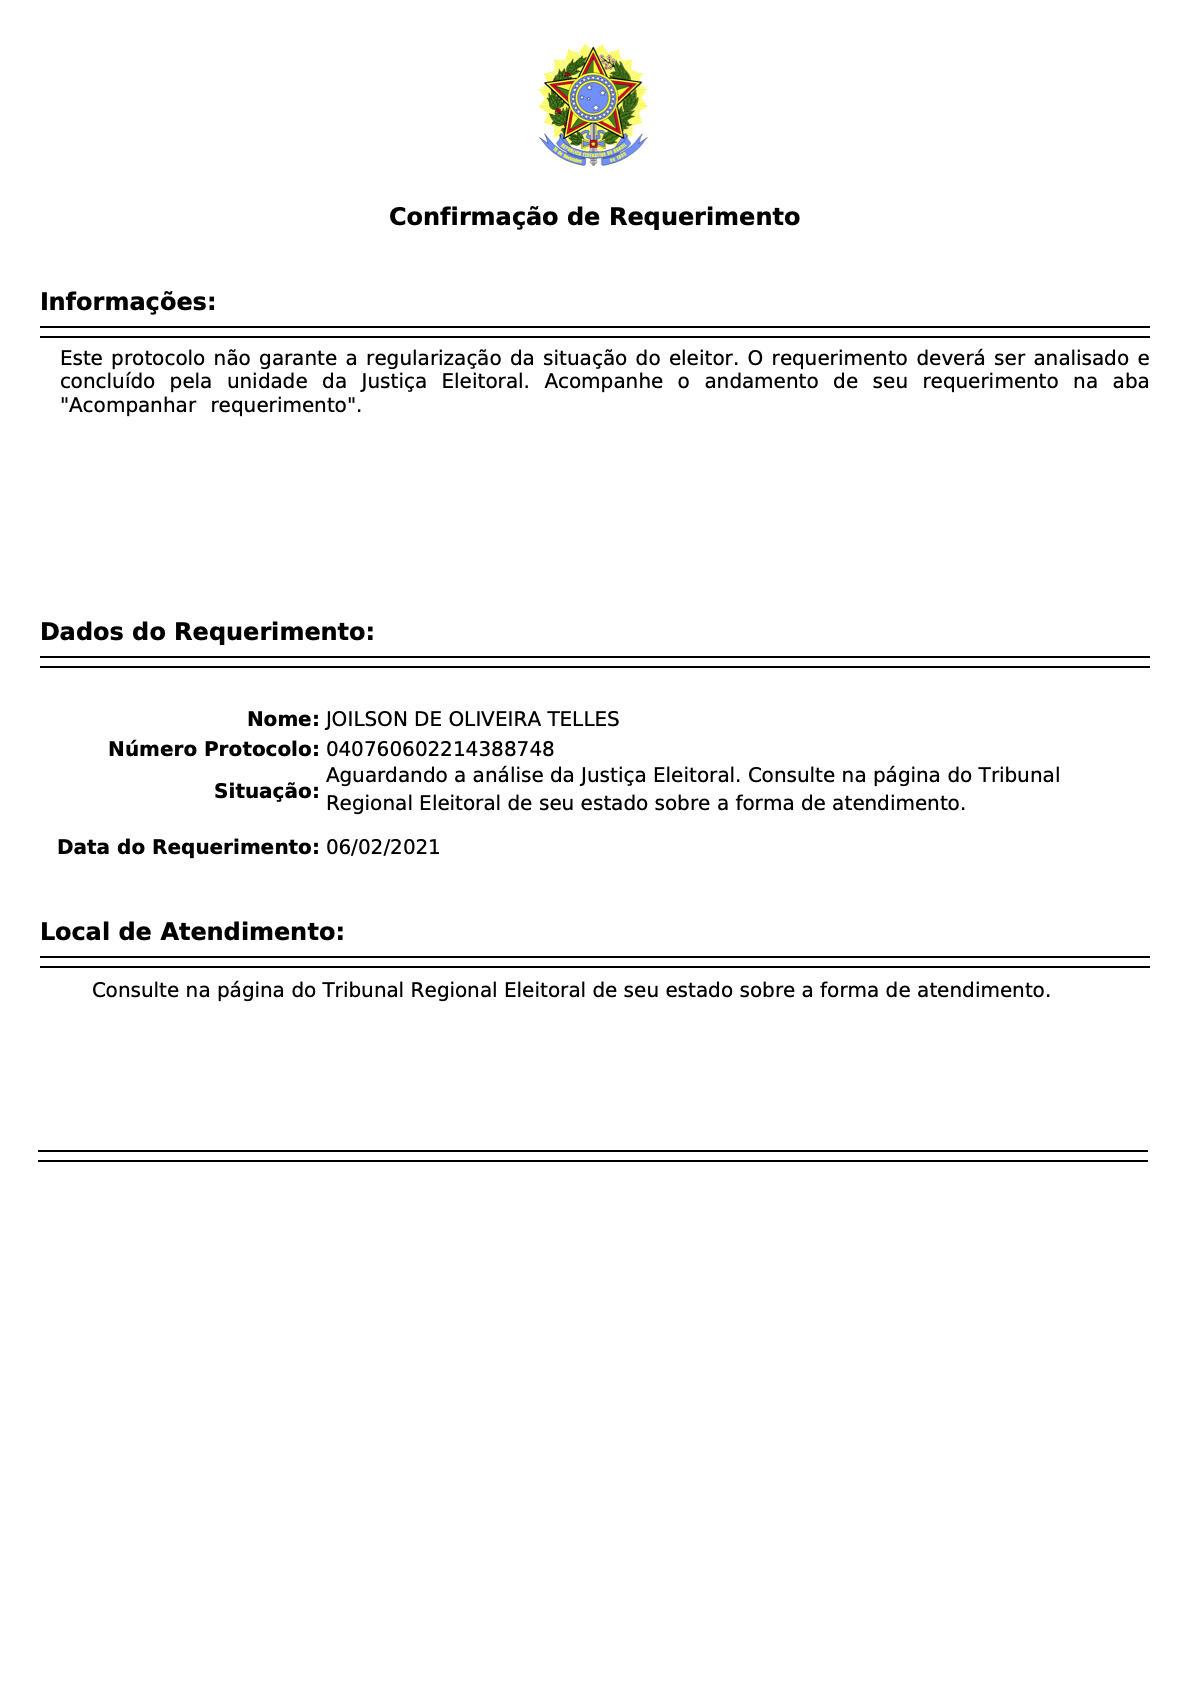 Confirmação de Requerimento
Informações:
Este protocolo não garante a regularização da situação do eleitor. O requerimento deverá ser analisado e
concluído pela unidade da Justiça Eleitoral. Acompanhe o andamento de seu requerimento na aba
"Acompanhar requerimento".
Dados do Requerimento:
Nome: JOILSON DE OLIVEIRA TELLES
Número Protocolo: 040760602214388748
Situação: Aguardando a análise da Justiça Eleitoral. Consulte na página do Tribunal
Regional Eleitoral de seu estado sobre a forma de atendimento.
Data do Requerimento: 06/02/2021
Local de Atendimento:
Consulte na página do Tribunal Regional Eleitoral de seu estado sobre a forma de atendimento.